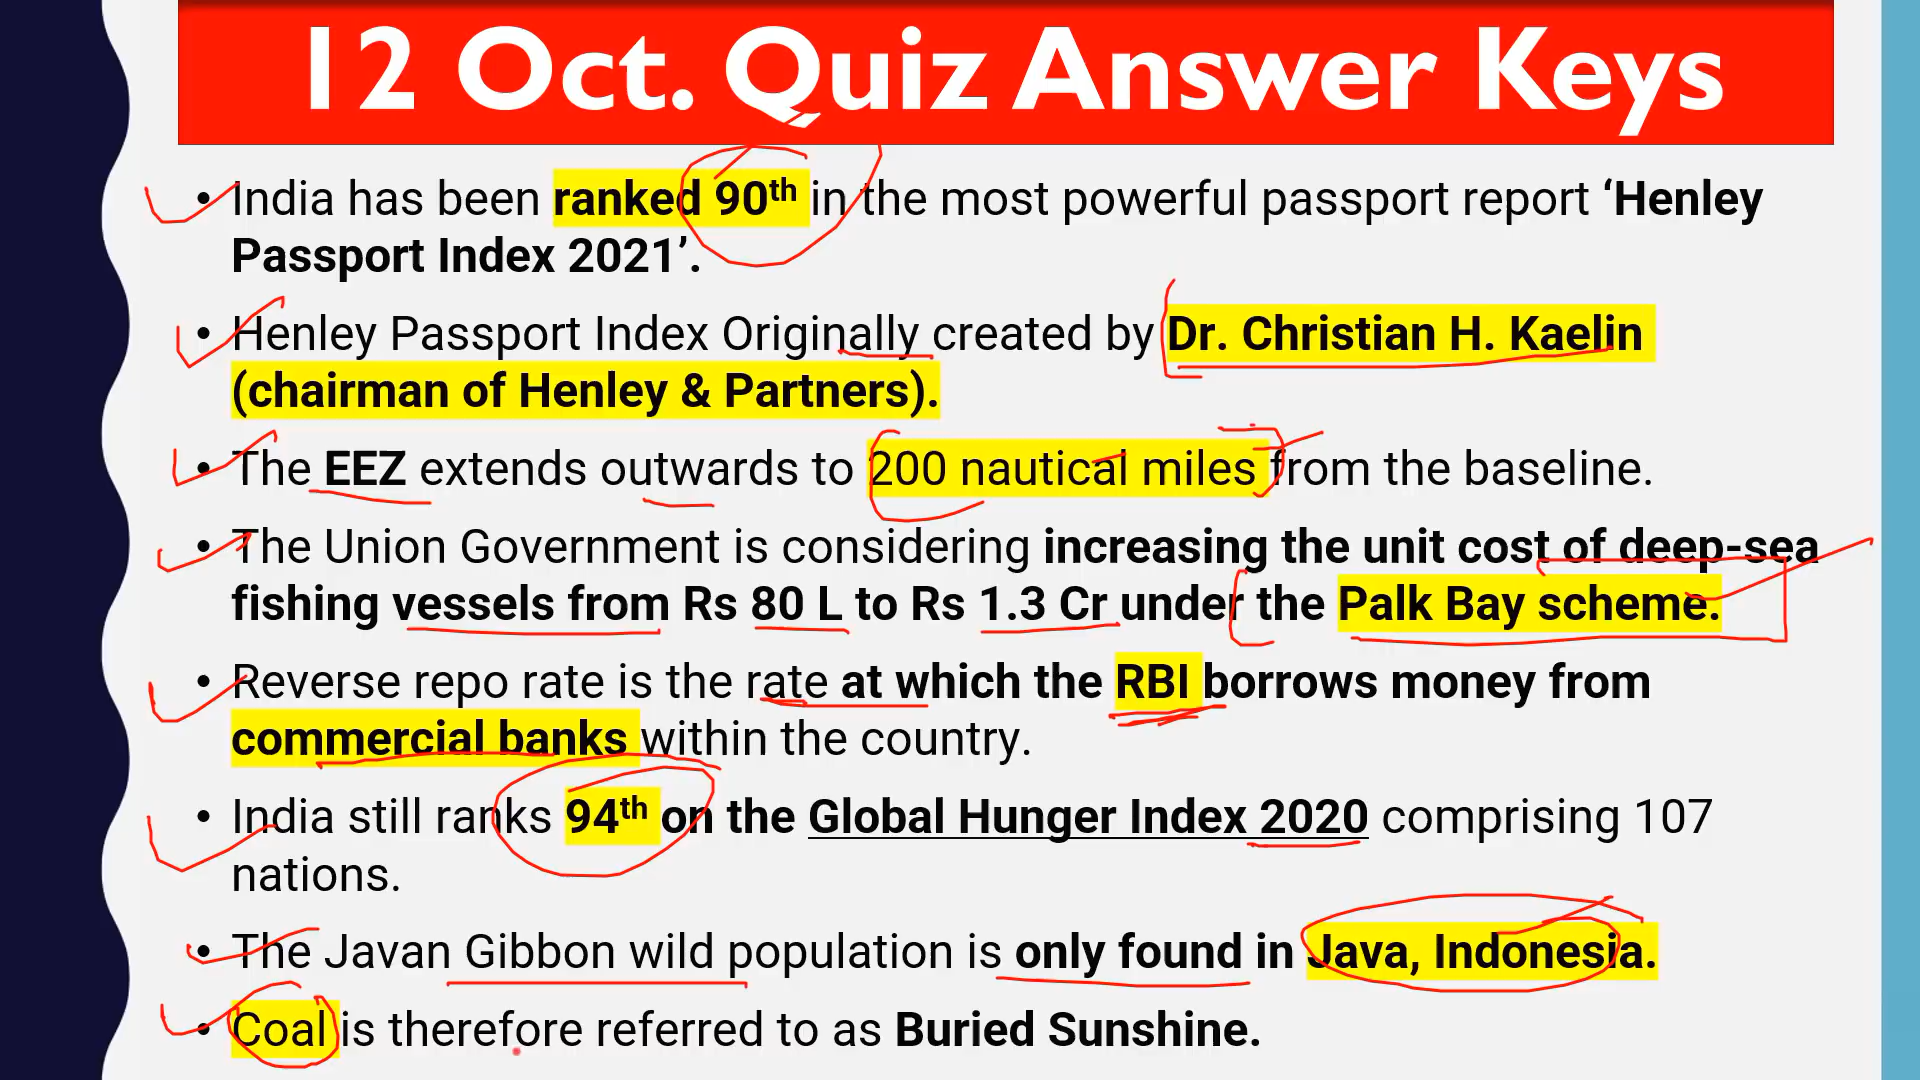 12 Oct. Quiz Answer Keys
• India has been ranked 90th in the most powerful passport report ‘Henley
Passport Index 2021’.
• Henley Passport Index Originally created by Dr. Christian H. Kaelin
(chairman of Henley & Partners).
• The EEZ extends outwards to 200 nautical miles from the baseline.
• The Union Government is considering increasing the unit cost of deep-sea
fishing vessels from Rs 80 L to Rs 1.3 Cr under the Palk Bay scheme.
• Reverse repo rate is the rate at which the RBI borrows money from
commercial banks within the country.
• India still ranks 94th on the Global Hunger Index 2020 comprising 107
nations.
• The Javan Gibbon wild population is only found in Java, Indonesia.
• Coal is therefore referred to as Buried Sunshine.